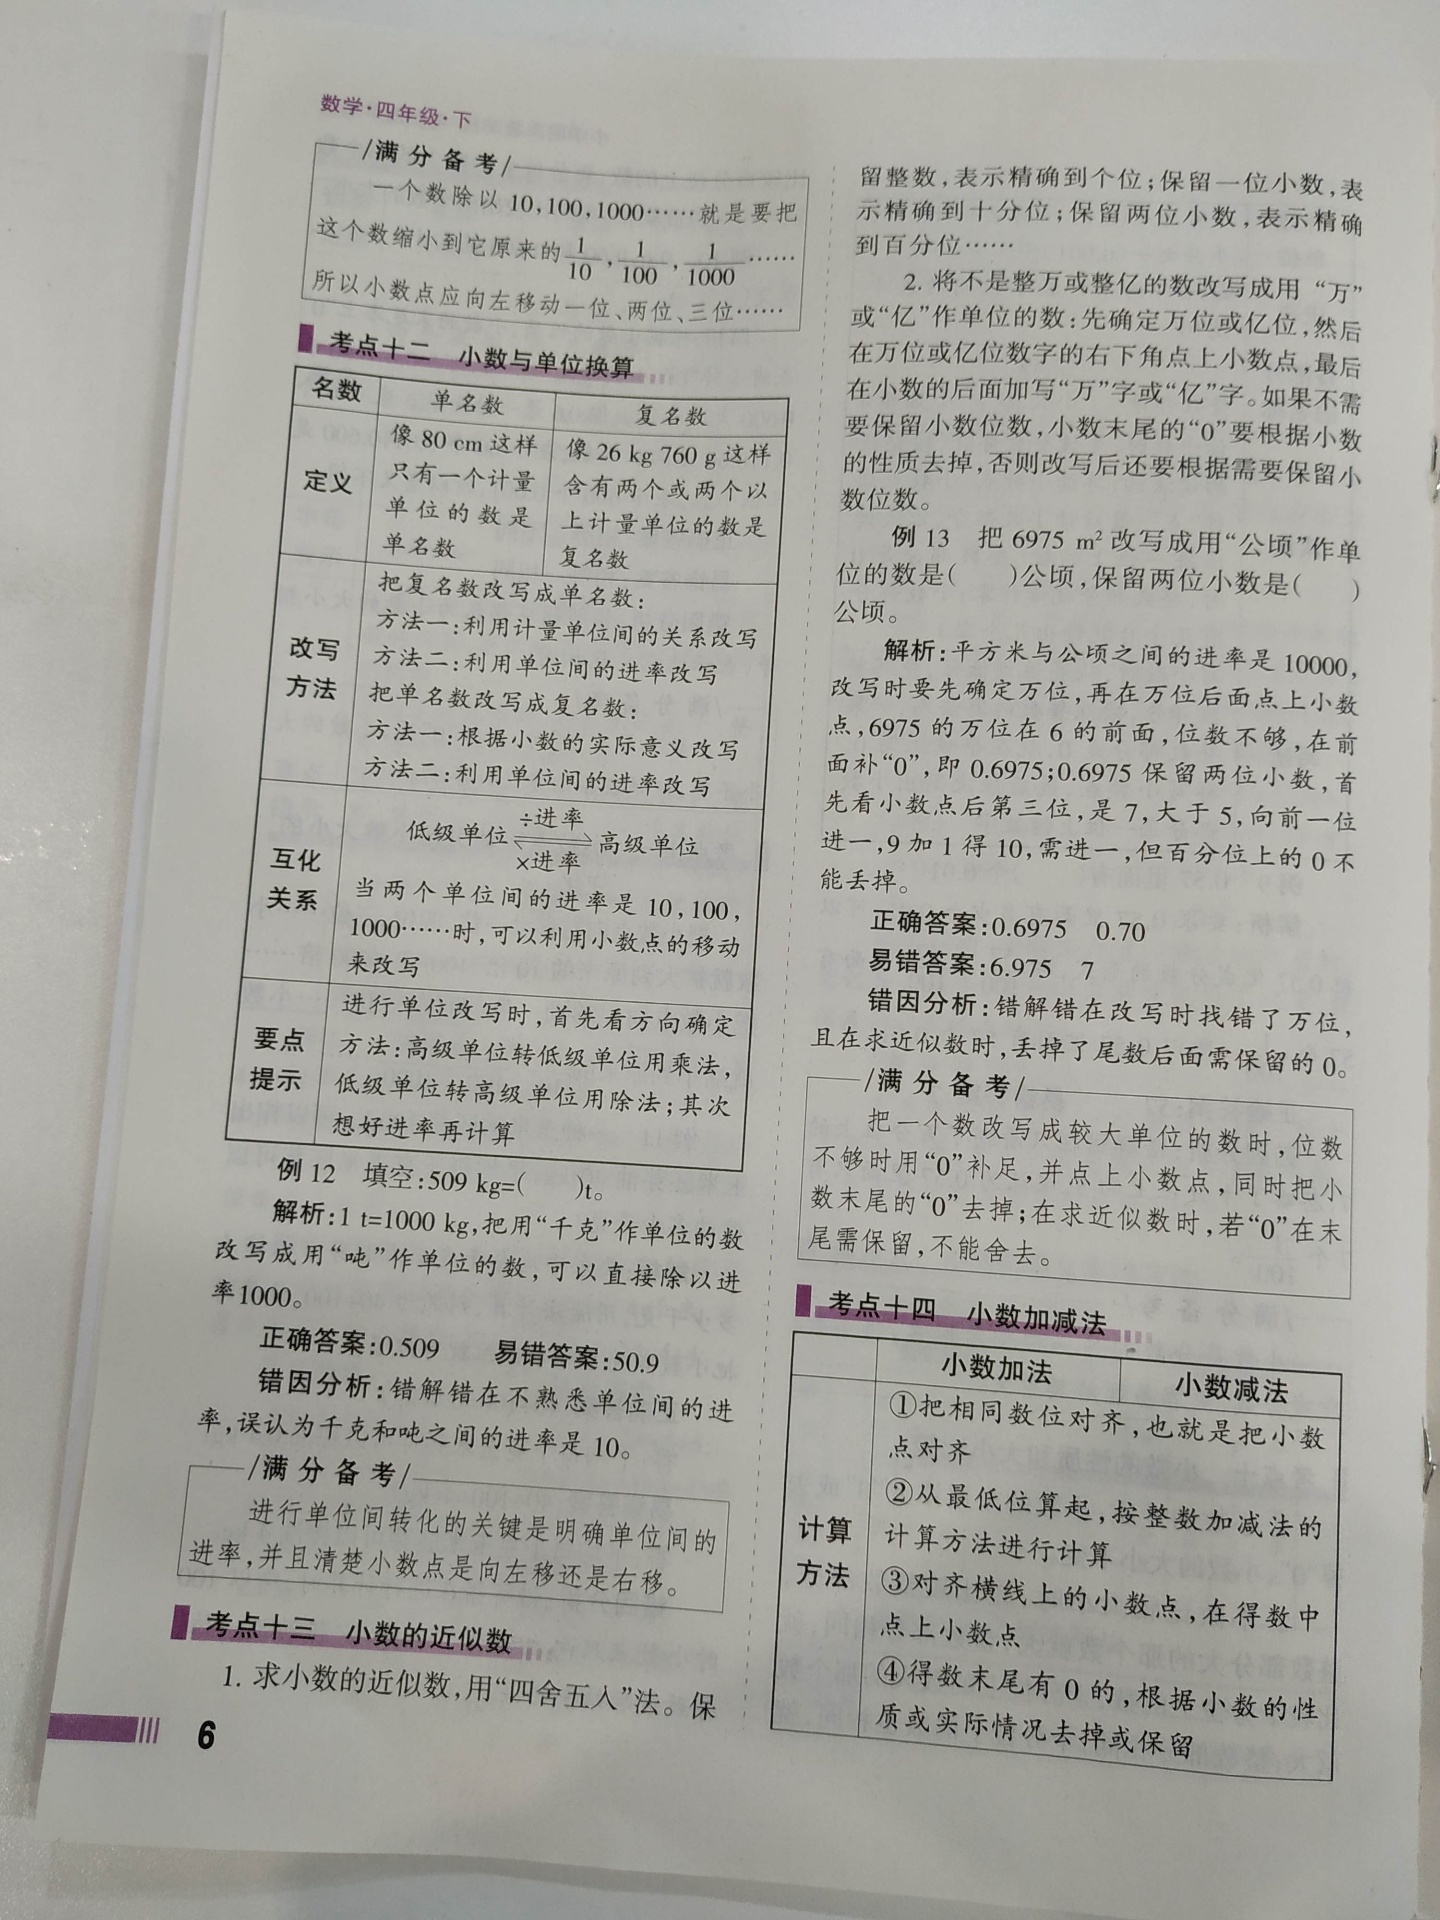 数学·四年级·下
满分备考
一个数除以10,100,1000……就是要把
这个数缩小到它原来的1/10,1/100,1/1000……
所以小数点应向左移动一位、两位、三位……
考点十二 小数与单位换算
名数 单名数 复名数
定义
像80 cm这样
只有一个计量
单位的数是
单名数
像26 kg 760 g这样
含有两个或两个以
上计量单位的数是
复名数
改写
方法
把复名数改写成单名数:
方法一:利用计量单位间的关系改写
方法二:利用单位间的进率改写
把单名数改写成复名数:
方法一:根据小数的实际意义改写
方法二:利用单位间的进率改写
互化
关系
÷进率
低级单位 高级单位
×进率
当两个单位间的进率是10,100,
1000……时,可以利用小数点的移动
来改写
要点
提示
进行单位改写时,首先看方向确定
方法:高级单位转低级单位用乘法,
低级单位转高级单位用除法;其次
想好进率再计算
例12 填空:509 kg=( )t。
解析:1 t=1000 kg,把用“千克”作单位的数
改写成用“吨”作单位的数,可以直接除以进
率1000。
正确答案:0.509 易错答案:50.9
错因分析:错解错在不熟悉单位间的进
率,误认为千克和吨之间的进率是10。
满分备考
进行单位间转化的关键是明确单位间的
进率,并且清楚小数点是向左移还是右移。
考点十三 小数的近似数
1. 求小数的近似数,用“四舍五入”法。保
6
留整数,表示精确到个位;保留一位小数,表
示精确到十分位;保留两位小数,表示精确
到百分位……
2. 将不是整万或整亿的数改写成用“万”
或“亿”作单位的数:先确定万位或亿位,然后
在万位或亿位数字的右下角点上小数点,最后
在小数的后面加写“万”字或“亿”字。如果不需
要保留小数位数,小数末尾的“0”要根据小数
的性质去掉,否则改写后还要根据需要保留小
数位数。
例13 把6975 m²改写成用“公顷”作单
位的数是( )公顷,保留两位小数是( )
公顷。
解析:平方米与公顷之间的进率是10000,
改写时要先确定万位,再在万位后面点上小数
点,6975的万位在6的前面,位数不够,在前
面补“0”,即0.6975;0.6975保留两位小数,首
先看小数点后第三位,是7,大于5,向前一位
进一,9加1得10,需进一,但百分位上的0不
能丢掉。
正确答案:0.6975 0.70
易错答案:6.975 7
错因分析:错解错在改写时找错了万位,
且在求近似数时,丢掉了尾数后面需保留的0。
满分备考
把一个数改写成较大单位的数时,位数
不够时用“0”补足,并点上小数点,同时把小
数末尾的“0”去掉;在求近似数时,若“0”在末
尾需保留,不能舍去。
考点十四 小数加减法
小数加法 小数减法
计算
方法
①把相同数位对齐,也就是把小数
点对齐
②从最低位算起,按整数加减法的
计算方法进行计算
③对齐横线上的小数点,在得数中
点上小数点
④得数末尾有0的,根据小数的性
质或实际情况去掉或保留